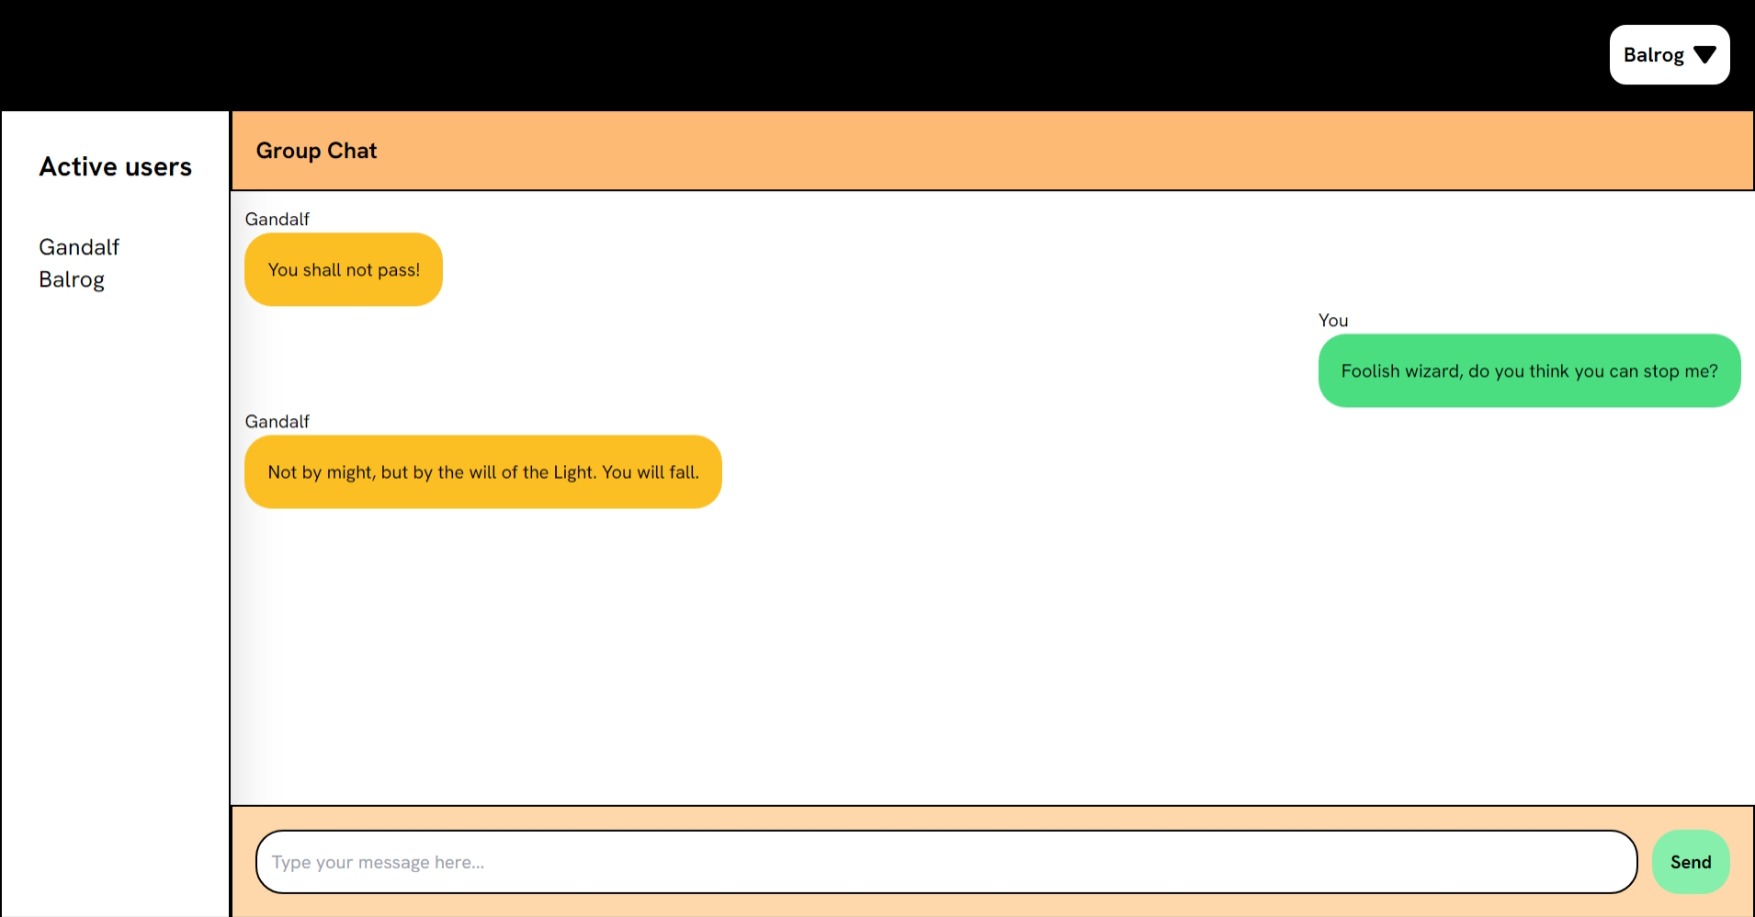 Balrog
Active users
Gandalf
Balrog
Group Chat
Gandalf
You shall not pass!
You
Foolish wizard, do you think you can stop me?
Gandalf
Not by might, but by the will of the Light. You will fall.
Type your message here...
Send